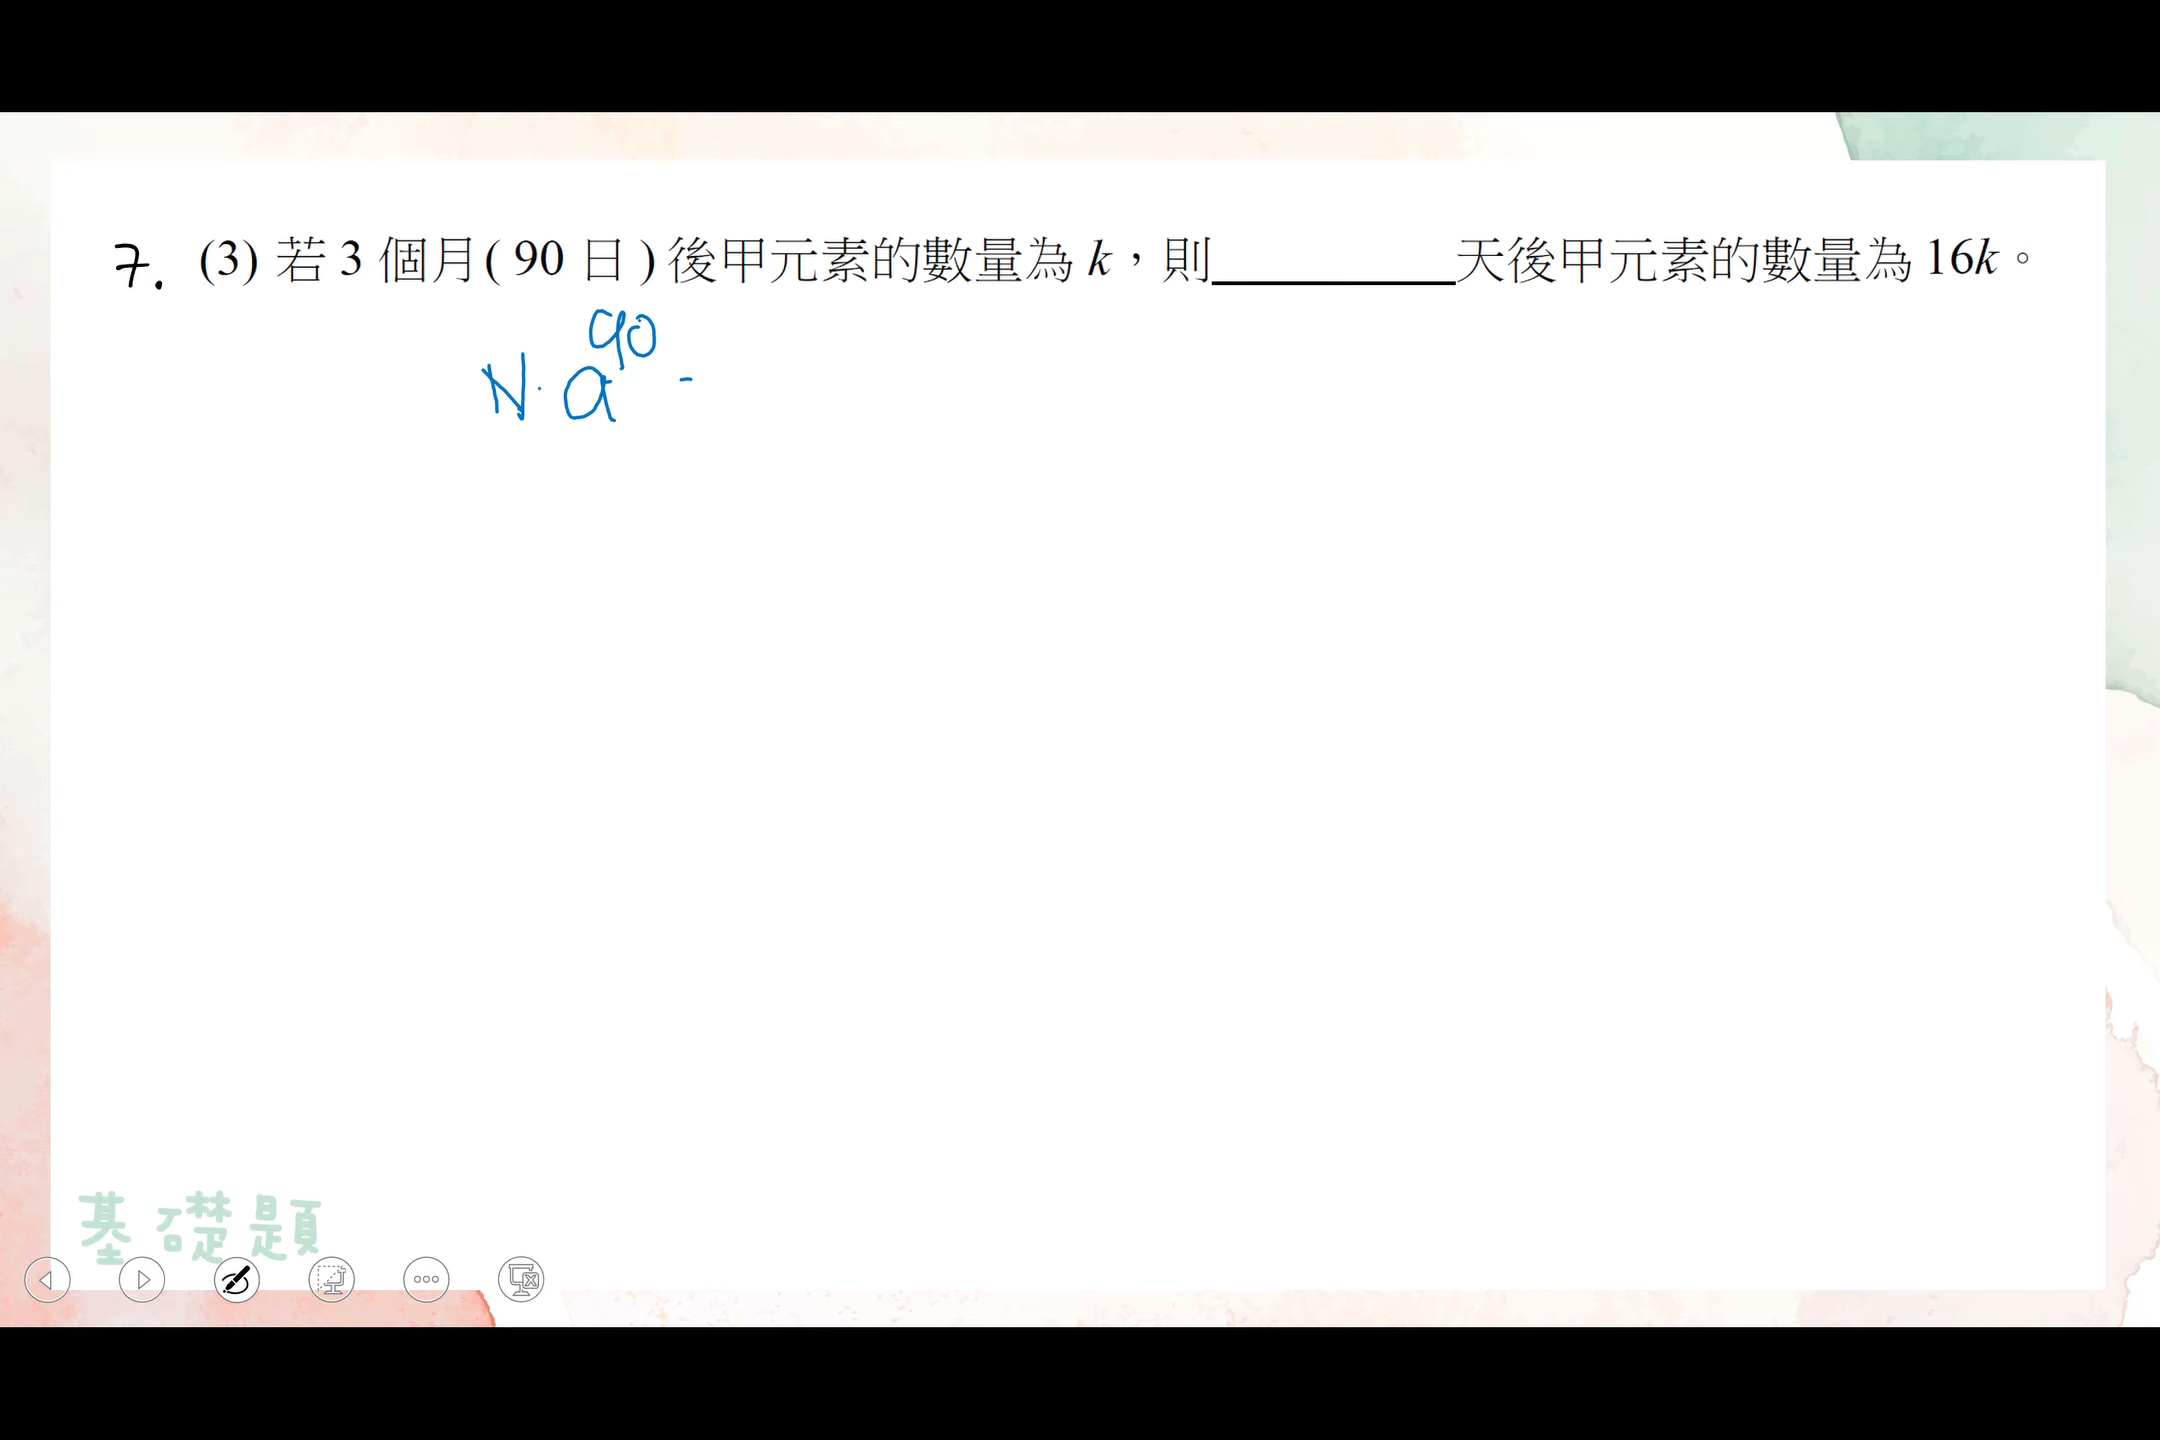 7. (3) 若 3 個月( 90 日 ) 後甲元素的數量為 k，則__________天後甲元素的數量為 16k。
N · a^90 -
基礎題